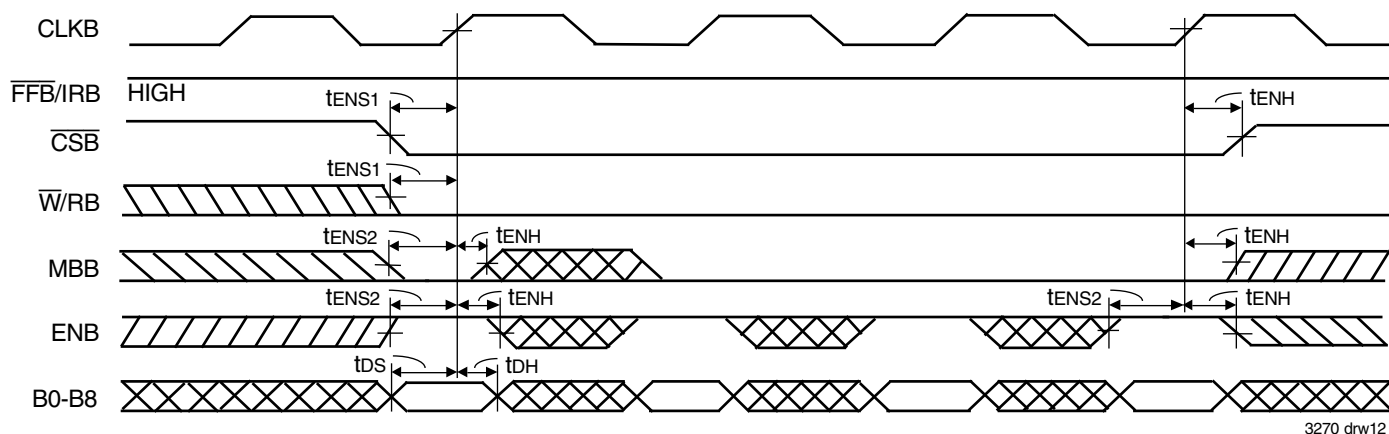 CLKB
FFB/IRB HIGH
tENS1 tENH
CSB
tENS1
W/RB
tENS2 tENH tENH
MBB
tENS2 tENH tENS2 tENH
ENB
tDS tDH
B0-B8
3270 drw12